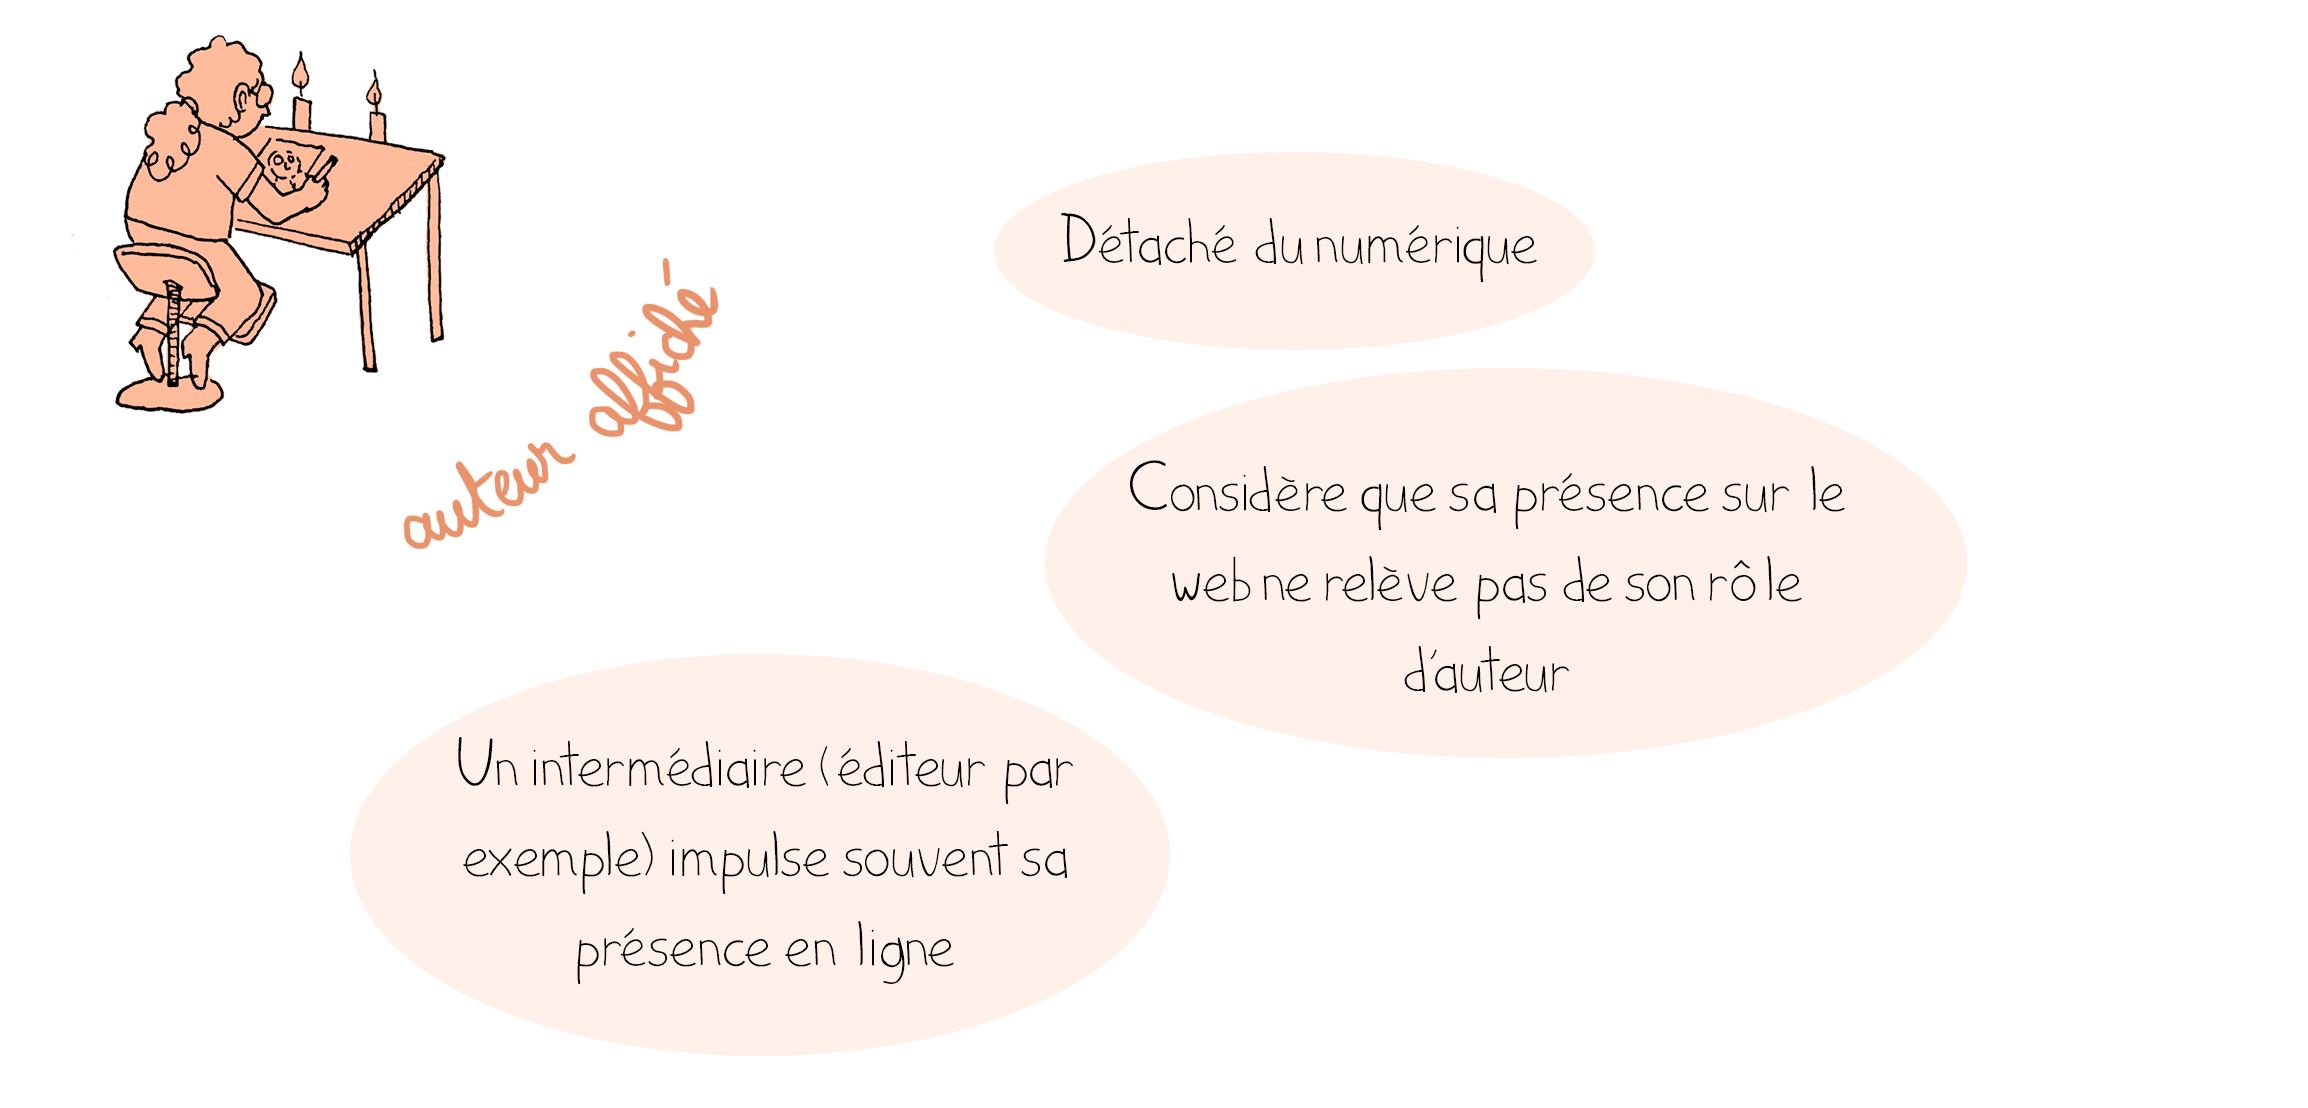 auteur affiché
Détaché du numérique
Considère que sa présence sur le
web ne relève pas de son rôle
d'auteur
Un intermédiaire (éditeur par
exemple) impulse souvent sa
présence en ligne